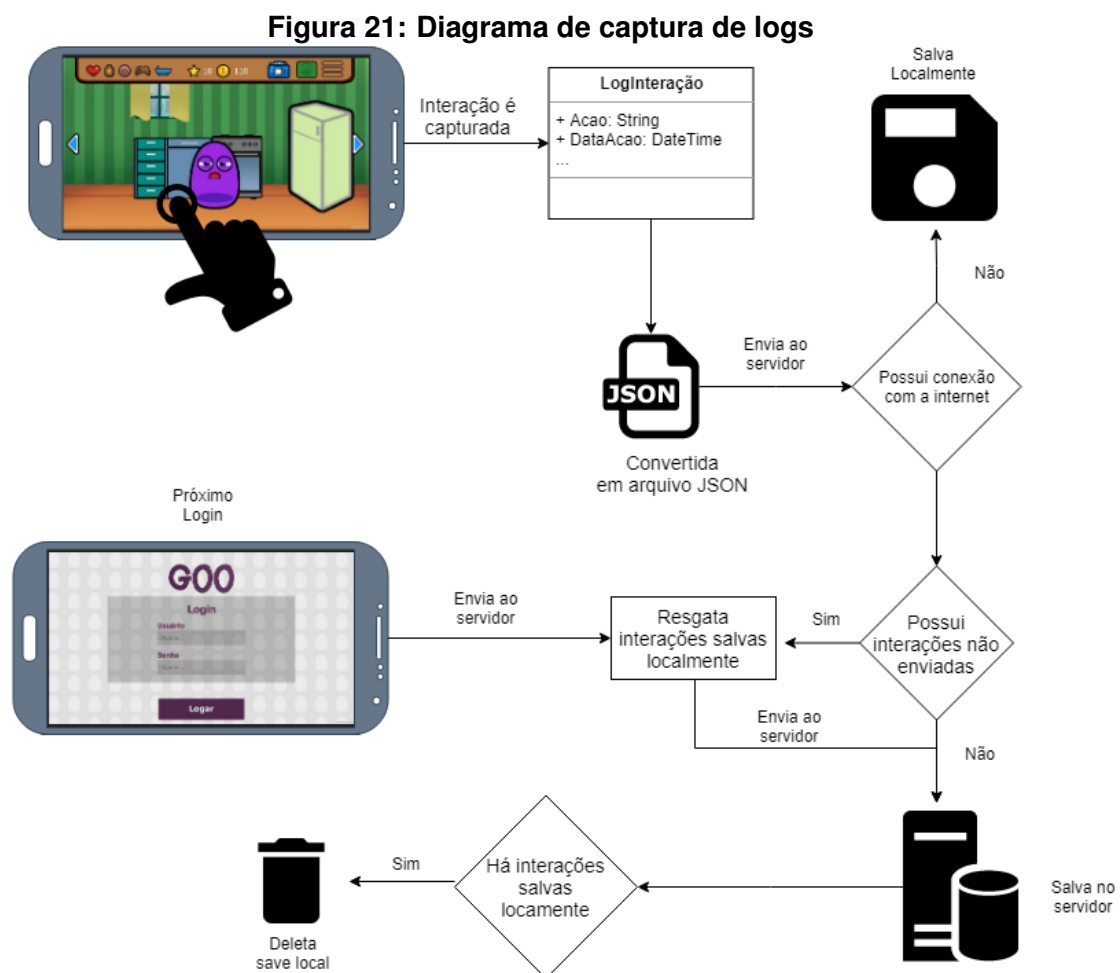 Figura 21: Diagrama de captura de logs
Interação é
capturada
LogInteração
+ Acao: String
+ DataAcao: DateTime
...
Salva
Localmente
Não
Envia ao
servidor
Possui conexão
com a internet
JSON
Convertida
em arquivo JSON
Próximo
Login
GOO
Login
Usuário
Senha
Logar
Envia ao
servidor
Resgata
interações salvas
localmente
Sim
Possui
interações não
enviadas
Envia ao
servidor
Não
Há interações
salvas
locamente
Sim
Deleta
save local
Salva no
servidor